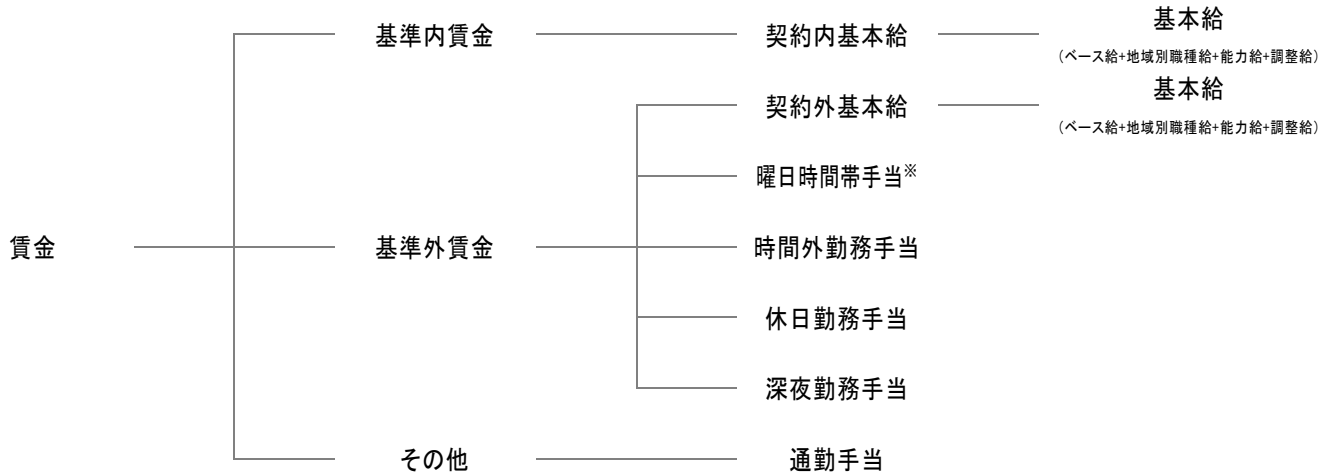 基本給
基準内賃金
契約内基本給
(ベース給+地域別職種給+能力給+調整給)
基本給
契約外基本給
(ベース給+地域別職種給+能力給+調整給)
曜日時間帯手当※
賃金
基準外賃金
時間外勤務手当
休日勤務手当
深夜勤務手当
その他
通勤手当